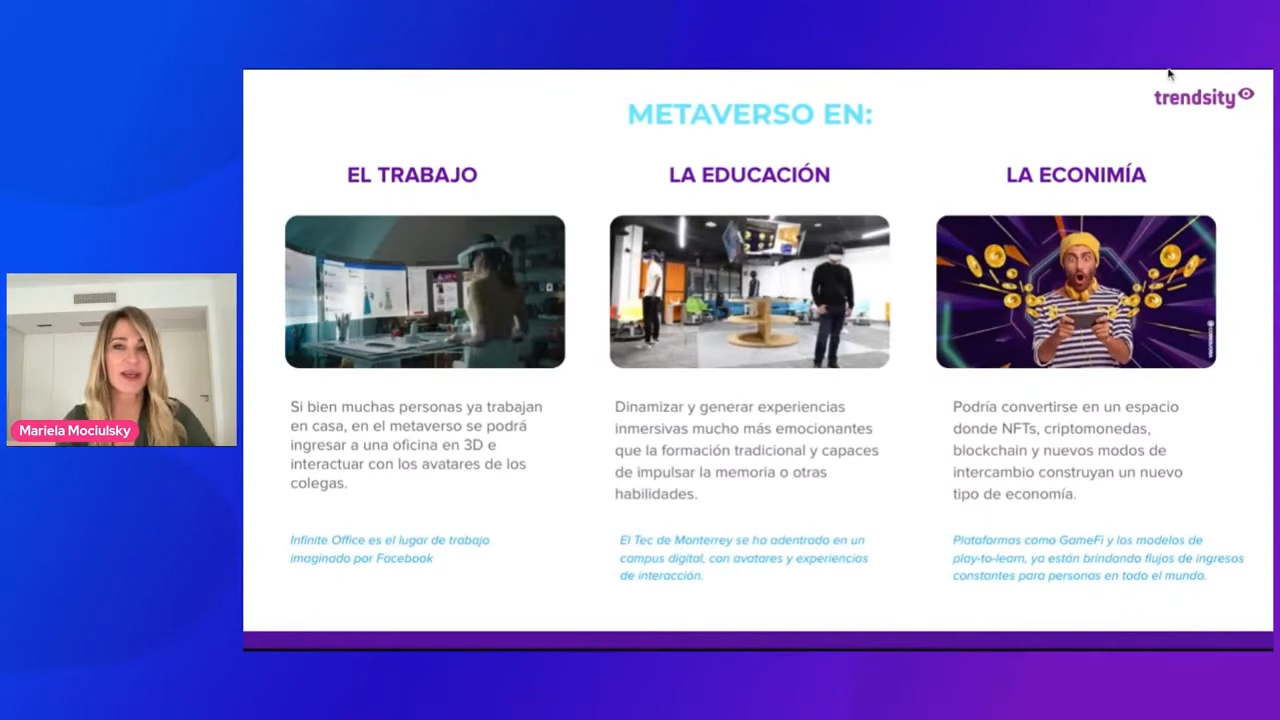 trendsity
METAVERSO EN:
EL TRABAJO
Si bien muchas personas ya trabajan
en casa, en el metaverso se podrá
ingresar a una oficina en 3D e
interactuar con los avatares de los
colegas.
Infinite Office es el lugar de trabajo
imaginado por Facebook
LA EDUCACIÓN
Dinamizar y generar experiencias
inmersivas mucho más emocionantes
que la formación tradicional y capaces
de impulsar la memoria o otras
habilidades.
El Tec de Monterrey se ha adentrado en un
campus digital, con avatares y experiencias
de interacción.
LA ECONIMÍA
Podría convertirse en un espacio
donde NFTs, criptomonedas,
blockchain y nuevos modos de
intercambio construyan un nuevo
tipo de economía.
Plataformas como GameFi y los modelos de
play-to-learn, ya están brindando flujos de ingresos
constantes para personas en todo el mundo.
Mariela Mociulsky